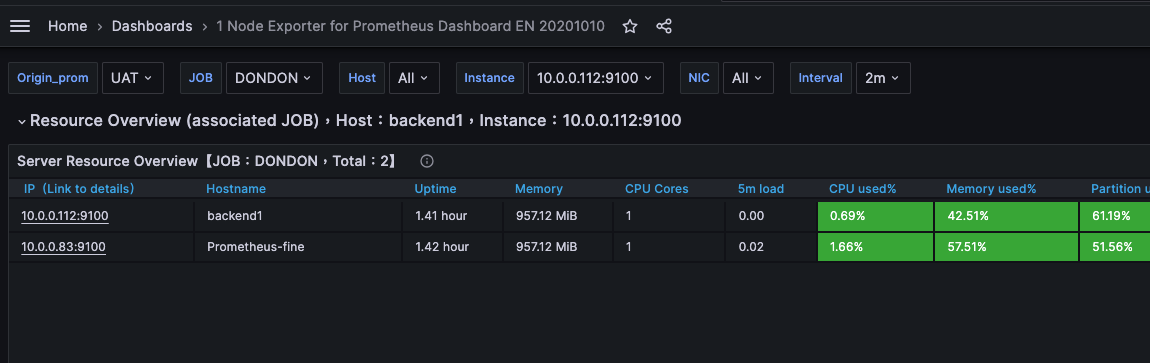 Home › Dashboards › 1 Node Exporter for Prometheus Dashboard EN 20201010
Origin_prom UAT JOB DONDON Host All Instance 10.0.0.112:9100 NIC All Interval 2m
Resource Overview (associated JOB)，Host：backend1，Instance：10.0.0.112:9100
Server Resource Overview【JOB：DONDON，Total：2】
IP（Link to details） Hostname Uptime Memory CPU Cores 5m load CPU used% Memory used% Partition u
10.0.0.112:9100 backend1 1.41 hour 957.12 MiB 1 0.00 0.69% 42.51% 61.19%
10.0.0.83:9100 Prometheus-fine 1.42 hour 957.12 MiB 1 0.02 1.66% 57.51% 51.56%